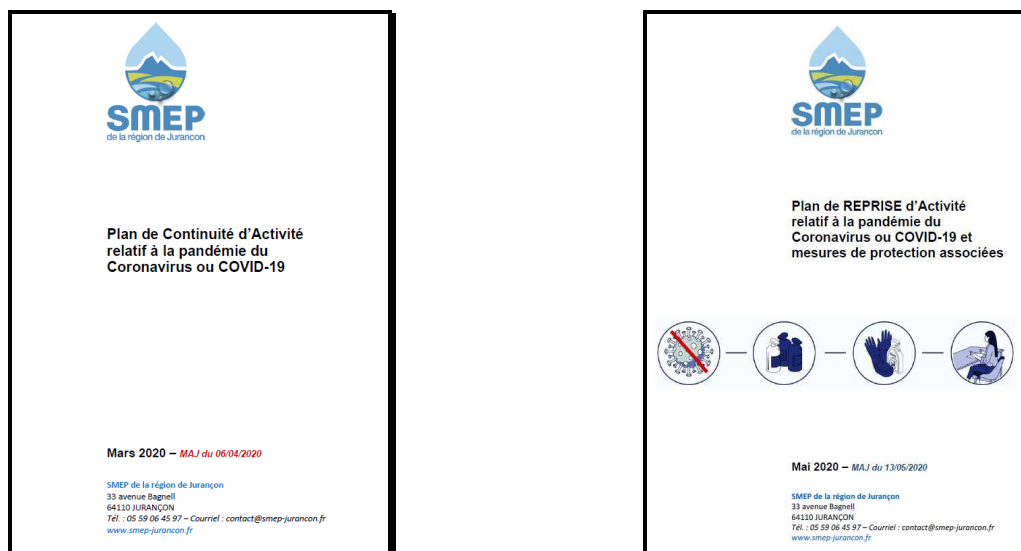 SMEP
de la région de Jurançon
Plan de Continuité d'Activité
relatif à la pandémie du
Coronavirus ou COVID-19
Mars 2020 – MAJ du 06/04/2020
SMEP de la région de Jurançon
33 avenue Bagnell
64110 JURANÇON
Tél. : 05 59 06 45 97 – Courriel : contact@smep-jurancon.fr
www.smep-jurancon.fr
SMEP
de la région de Jurançon
Plan de REPRISE d'Activité
relatif à la pandémie du
Coronavirus ou COVID-19 et
mesures de protection associées
Mai 2020 – MAJ du 13/05/2020
SMEP de la région de Jurançon
33 avenue Bagnell
64110 JURANÇON
Tél. : 05 59 06 45 97 – Courriel : contact@smep-jurancon.fr
www.smep-jurancon.fr